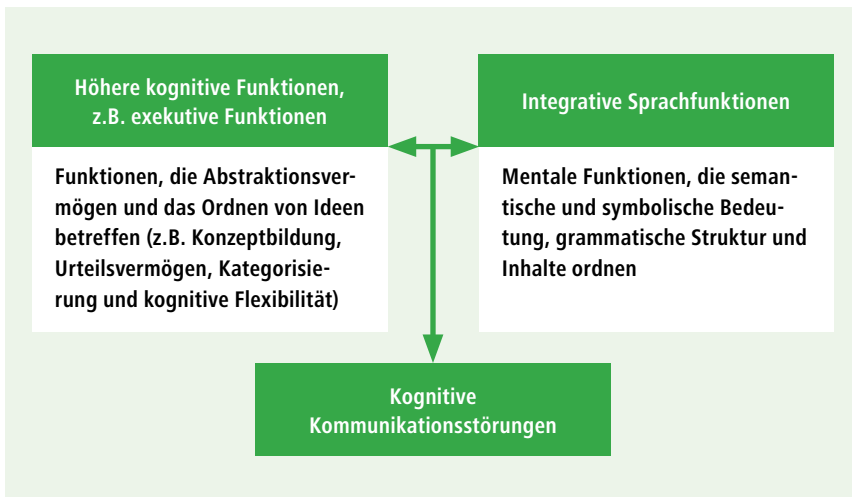 Höhere kognitive Funktionen,
z.B. exekutive Funktionen
Funktionen, die Abstraktionsver-
mögen und das Ordnen von Ideen
betreffen (z.B. Konzeptbildung,
Urteilsvermögen, Kategorisie-
rung und kognitive Flexibilität)
Integrative Sprachfunktionen
Mentale Funktionen, die seman-
tische und symbolische Bedeu-
tung, grammatische Struktur und
Inhalte ordnen
Kognitive
Kommunikationsstörungen